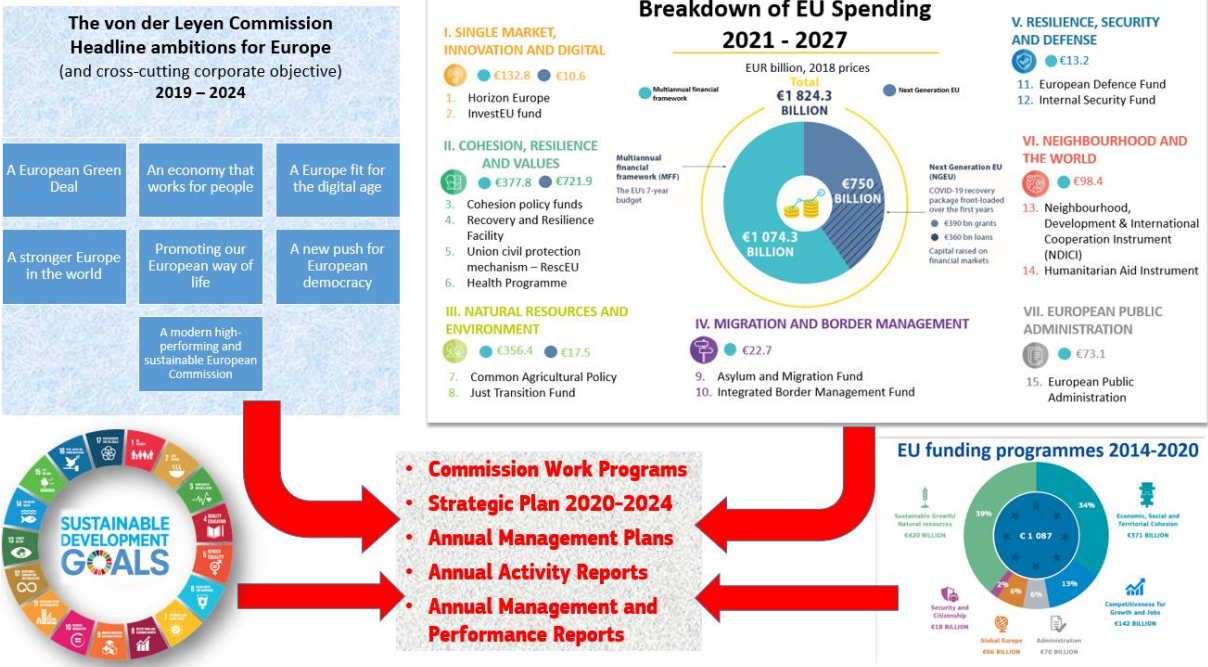 The von der Leyen Commission
Headline ambitions for Europe
(and cross-cutting corporate objective)
2019 – 2024
A European Green
Deal
An economy that
works for people
A Europe fit for
the digital age
A stronger Europe
in the world
Promoting our
European way of
life
A new push for
European
democracy
A modern high-
performing and
sustainable European
Commission
Breakdown of EU Spending
2021 - 2027
EUR billion, 2018 prices
Total
€1 824.3
BILLION
Multiannual financial
framework
Next Generation EU
Multiannual
financial
framework (MFF)
The EU's 7-year
budget
€750
BILLION
€1 074.3
BILLION
Next Generation EU
(NGEU)
COVID-19 recovery
package front-loaded
over the first years
€390 bn grants
€360 bn loans
Capital raised on
financial markets
I. SINGLE MARKET,
INNOVATION AND DIGITAL
€132.8 €10.6
1. Horizon Europe
2. InvestEU fund
II. COHESION, RESILIENCE
AND VALUES
€377.8 €721.9
3. Cohesion policy funds
4. Recovery and Resilience
Facility
5. Union civil protection
mechanism – RescEU
6. Health Programme
III. NATURAL RESOURCES AND
ENVIRONMENT
€356.4 €17.5
7. Common Agricultural Policy
8. Just Transition Fund
IV. MIGRATION AND BORDER MANAGEMENT
€22.7
9. Asylum and Migration Fund
10. Integrated Border Management Fund
V. RESILIENCE, SECURITY
AND DEFENSE
€13.2
11. European Defence Fund
12. Internal Security Fund
VI. NEIGHBOURHOOD AND
THE WORLD
€98.4
13. Neighbourhood,
Development & International
Cooperation Instrument
(NDICI)
14. Humanitarian Aid Instrument
VII. EUROPEAN PUBLIC
ADMINISTRATION
€73.1
15. European Public
Administration
SUSTAINABLE
DEVELOPMENT
GOALS
4 QUALITY
EDUCATION
5 GENDER
EQUALITY
• Commission Work Programs
• Strategic Plan 2020-2024
• Annual Management Plans
• Annual Activity Reports
• Annual Management and
Performance Reports
EU funding programmes 2014-2020
39%
34%
13%
6%
6%
2%
€ 1 087
Sustainable Growth/
Natural resources
€420 BILLION
Economic, Social and
Territorial Cohesion
€371 BILLION
Competitiveness for
Growth and Jobs
€142 BILLION
Security and
Citizenship
€18 BILLION
Global Europe
€66 BILLION
Administration
€70 BILLION